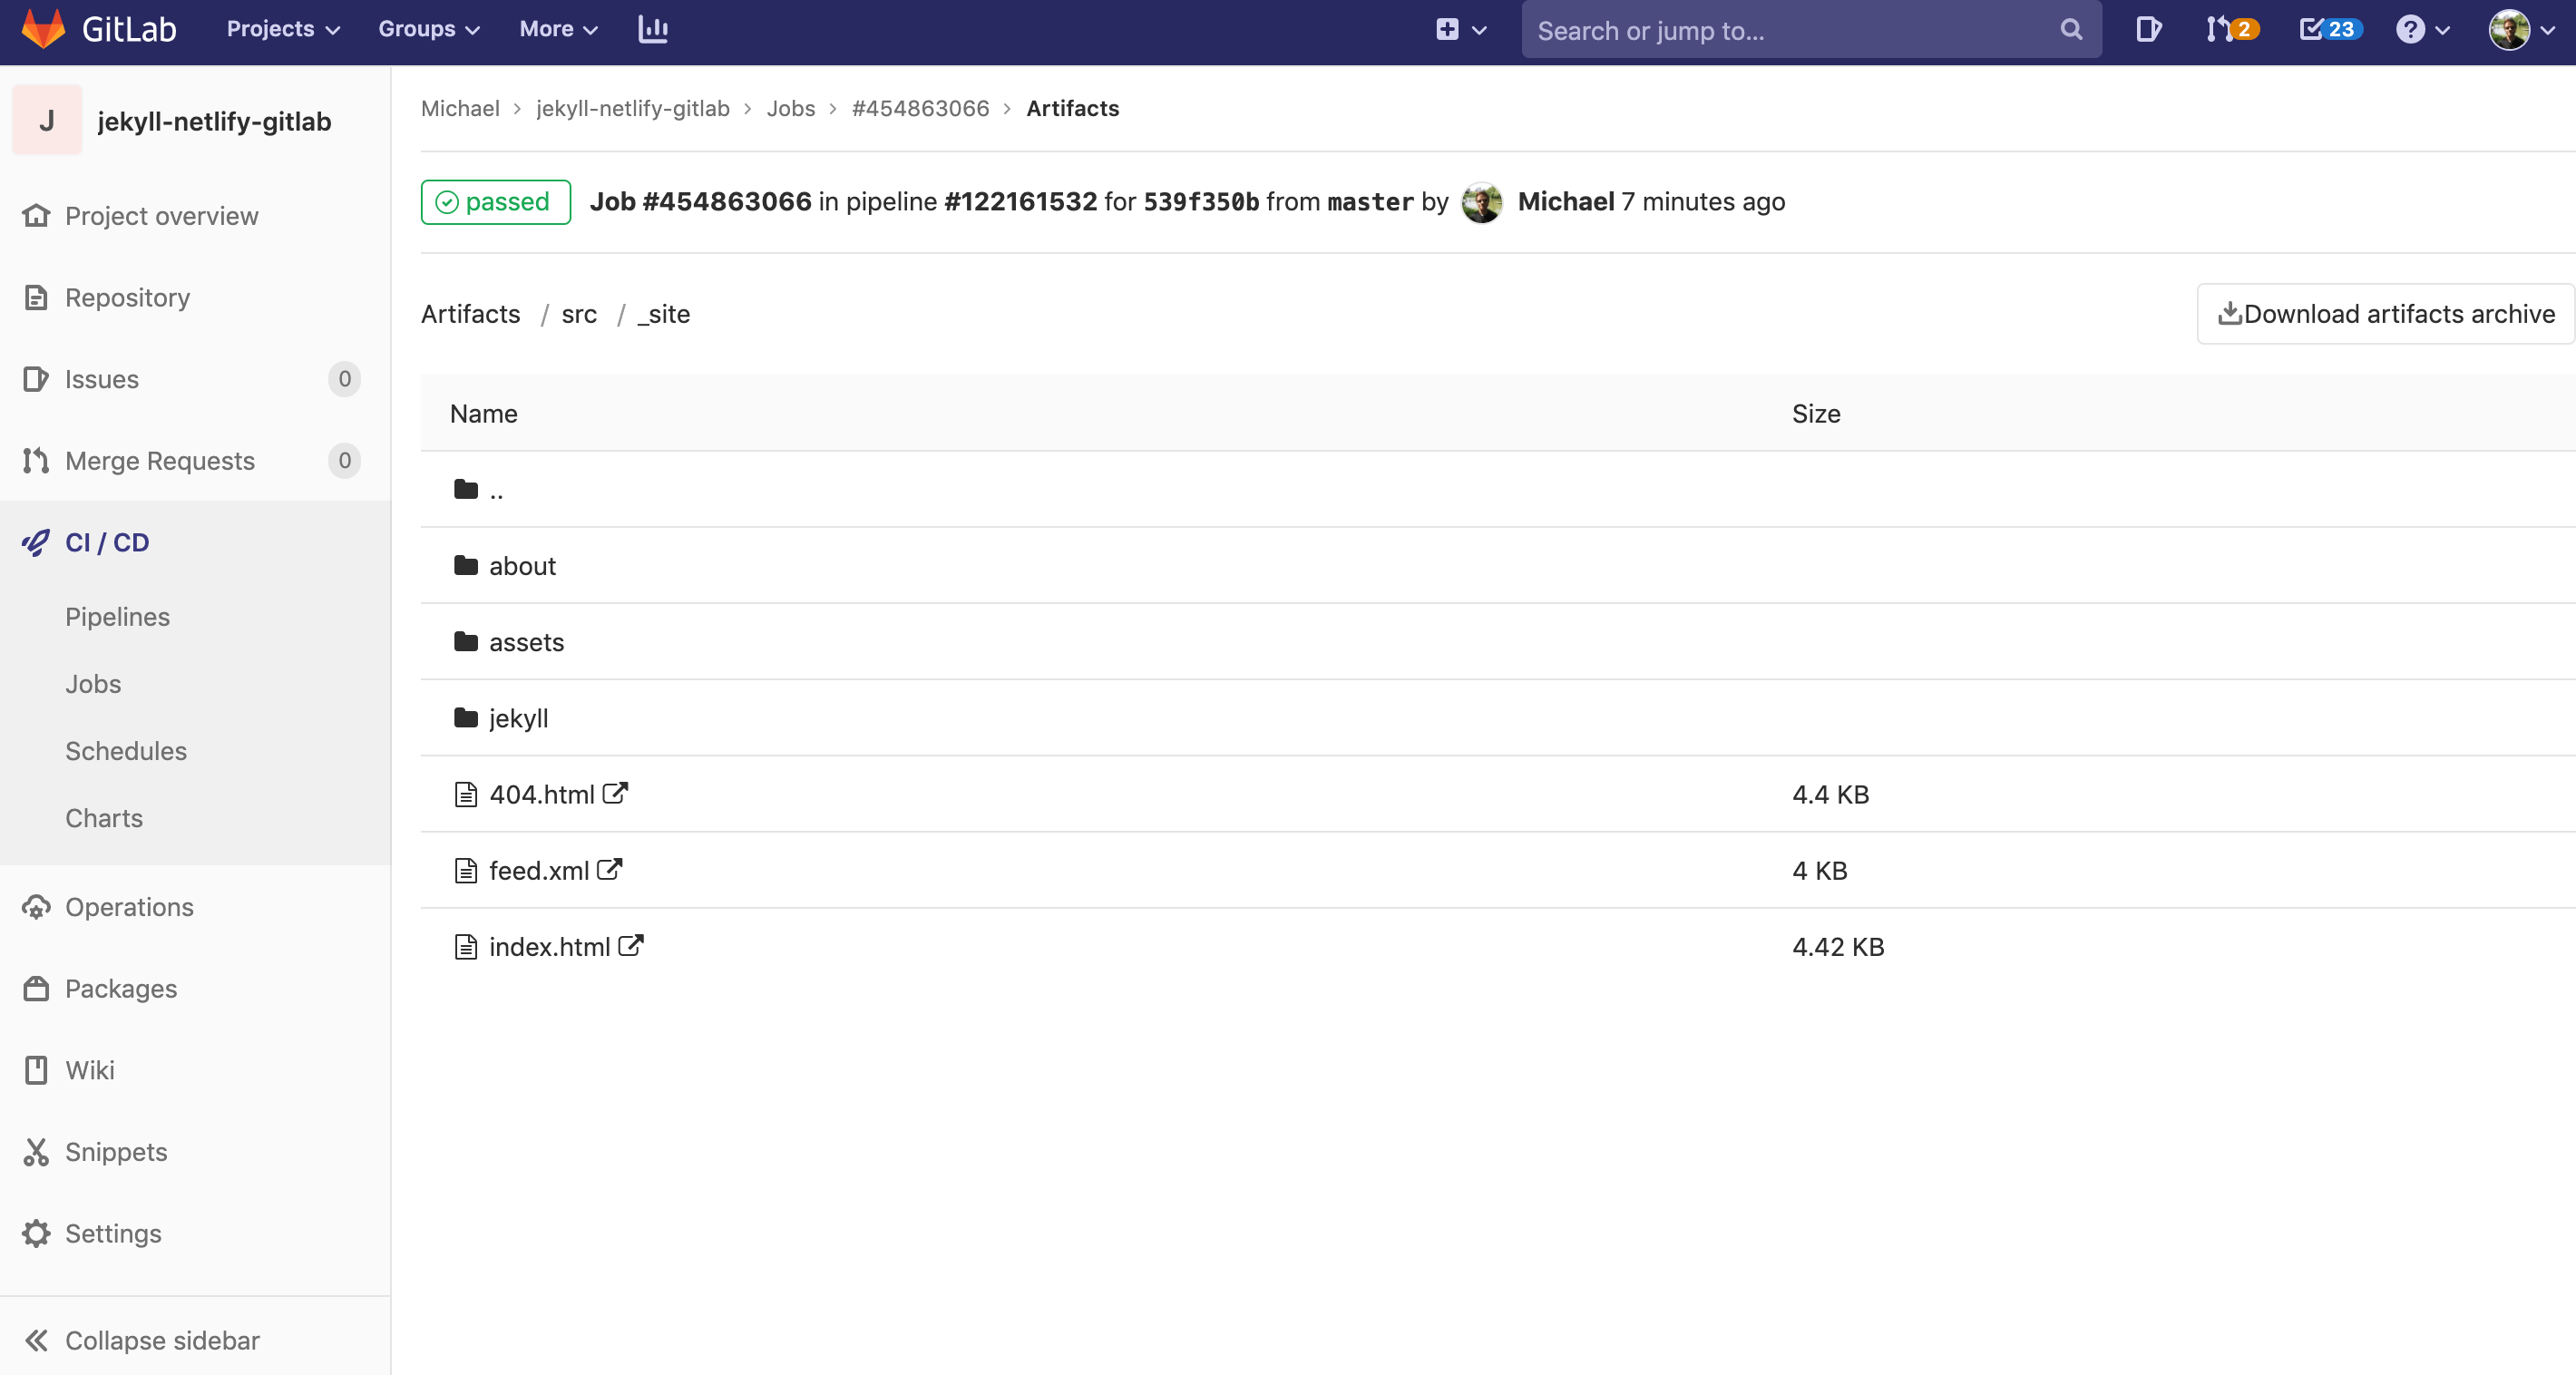 GitLab Projects Groups More Search or jump to... 2 23
J jekyll-netlify-gitlab
Project overview
Repository
Issues 0
Merge Requests 0
CI / CD
Pipelines
Jobs
Schedules
Charts
Operations
Packages
Wiki
Snippets
Settings
Collapse sidebar
Michael > jekyll-netlify-gitlab > Jobs > #454863066 > Artifacts
passed Job #454863066 in pipeline #122161532 for 539f350b from master by Michael 7 minutes ago
Artifacts / src / _site Download artifacts archive
Name Size
..
about
assets
jekyll
404.html 4.4 KB
feed.xml 4 KB
index.html 4.42 KB